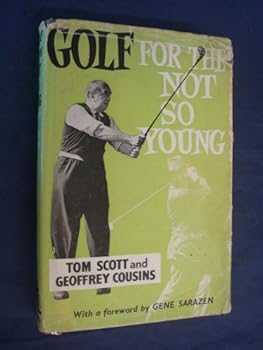 GOLF FOR THE
NOT
SO
YOUNG
TOM SCOTT and
GEOFFREY COUSINS
With a foreword by GENE SARAZEN